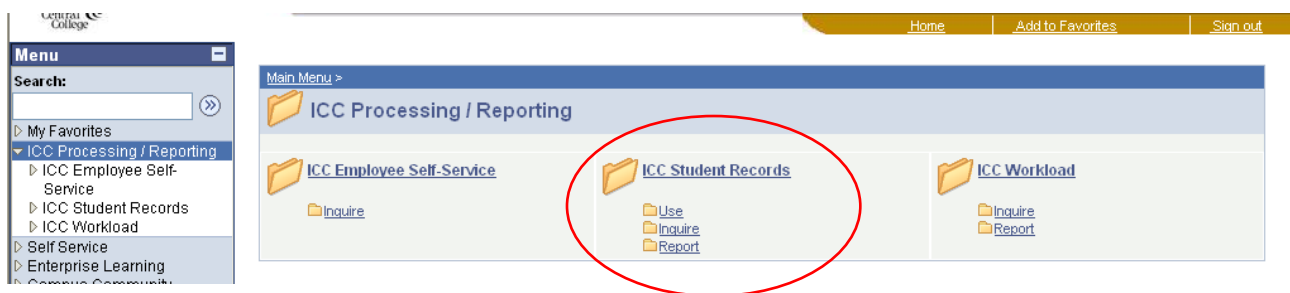 Central
College
Home
Add to Favorites
Sign out
Menu
Search:
My Favorites
ICC Processing / Reporting
ICC Employee Self-
Service
ICC Student Records
ICC Workload
Self Service
Enterprise Learning
Campus Community
Main Menu >
ICC Processing / Reporting
ICC Employee Self-Service
Inquire
ICC Student Records
Use
Inquire
Report
ICC Workload
Inquire
Report